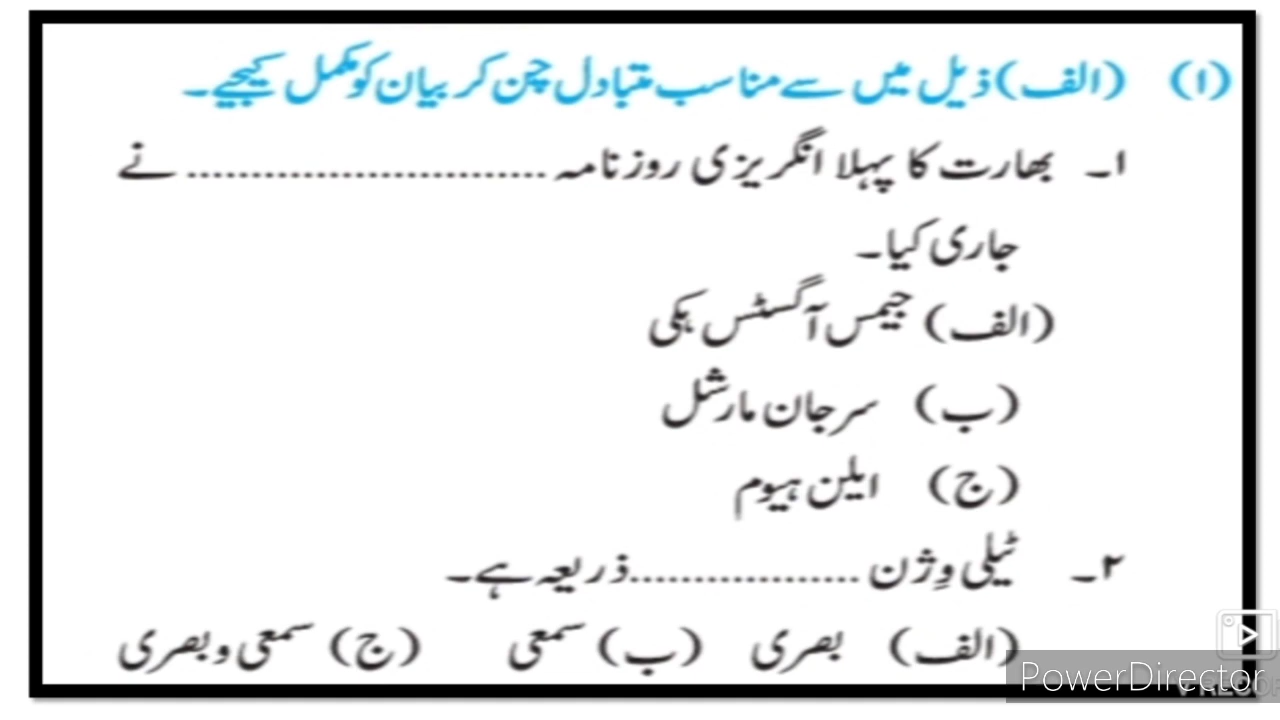 (۱) (الف) ذیل میں سے مناسب متبادل چن کر بیان کو مکمل کیجیے۔
۱۔ بھارت کا پہلا انگریزی روزنامہ ............................ نے
جاری کیا۔
(الف) جیمس آگسٹس ہکی
(ب) سرجان مارشل
(ج) ایلن ہیوم
۲۔ ٹیلی وِژن ..................ذریعہ ہے۔
(الف) بصری (ب) سمعی (ج) سمعی و بصری
PowerDirector